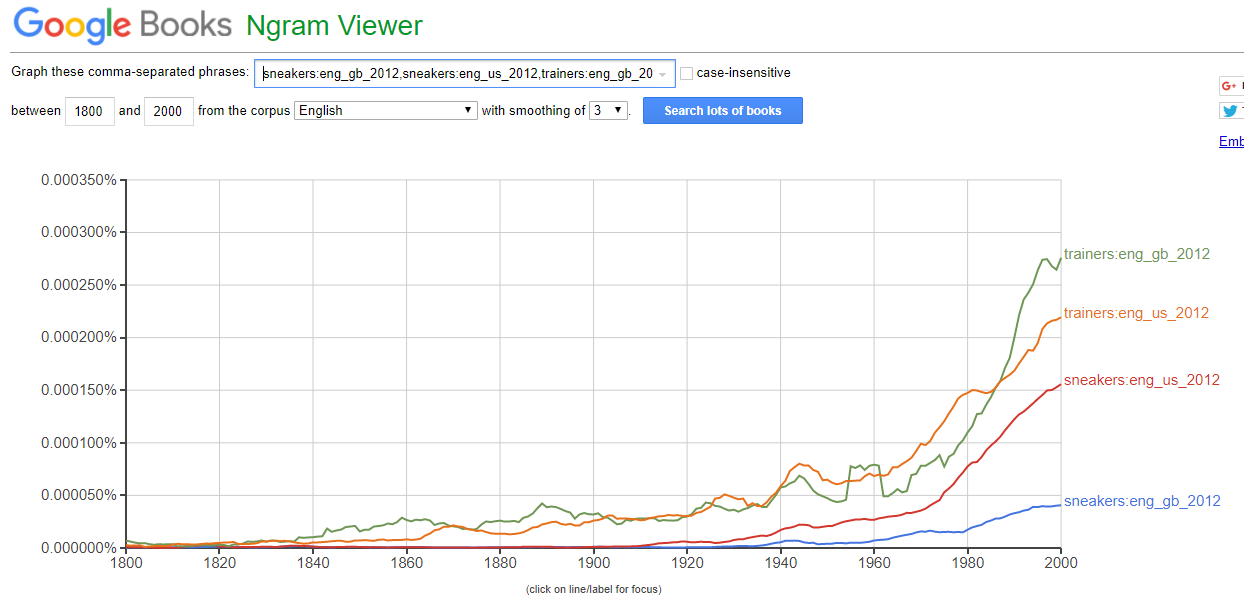 Google Books Ngram Viewer
Graph these comma-separated phrases: sneakers:eng_gb_2012,sneakers:eng_us_2012,trainers:eng_gb_20 case-insensitive
between 1800 and 2000 from the corpus English with smoothing of 3. Search lots of books
G+
Emb
0.000350%
0.000300%
0.000250%
0.000200%
0.000150%
0.000100%
0.000050%
0.000000%
trainers:eng_gb_2012
trainers:eng_us_2012
sneakers:eng_us_2012
sneakers:eng_gb_2012
1800 1820 1840 1860 1880 1900 1920 1940 1960 1980 2000
(click on line/label for focus)